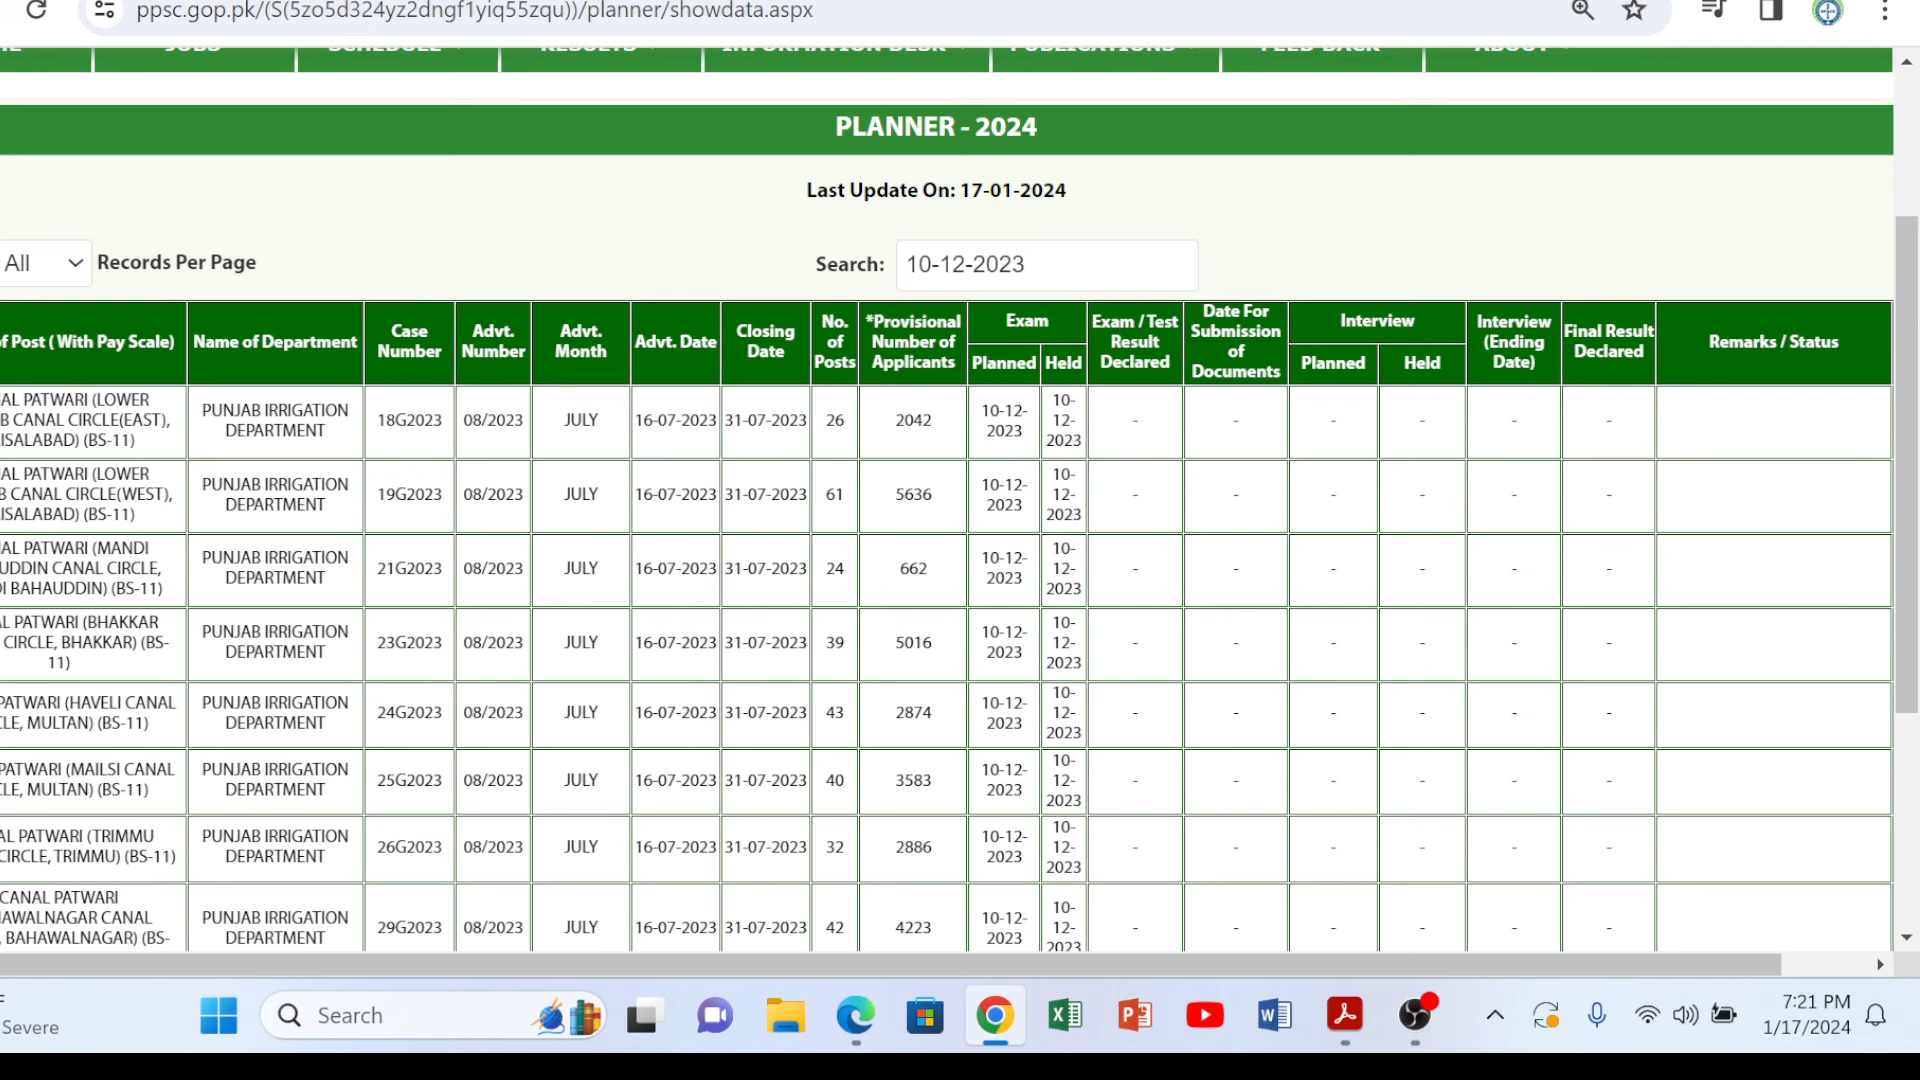 ppsc.gop.pk/(S(5zo5d324yz2dngf1yiq55zqu))/planner/showdata.aspx
JOBS SCHEDULE RESULTS INFORMATION DESK PUBLICATIONS FEED BACK ABOUT
PLANNER - 2024
Last Update On: 17-01-2024
All Records Per Page
Search: 10-12-2023
of Post ( With Pay Scale)
Name of Department
Case
Number
Advt.
Number
Advt.
Month
Advt. Date
Closing
Date
No.
of
Posts
*Provisional
Number of
Applicants
Exam
Planned
Held
Exam / Test
Result
Declared
Date For
Submission
of
Documents
Interview
Planned
Held
Interview
(Ending
Date)
Final Result
Declared
Remarks / Status
AL PATWARI (LOWER
B CANAL CIRCLE(EAST),
ISALABAD) (BS-11)
PUNJAB IRRIGATION
DEPARTMENT
18G2023
08/2023
JULY
16-07-2023
31-07-2023
26
2042
10-12-
2023
10-
12-
2023
-
-
-
-
-
-
AL PATWARI (LOWER
B CANAL CIRCLE(WEST),
ISALABAD) (BS-11)
PUNJAB IRRIGATION
DEPARTMENT
19G2023
08/2023
JULY
16-07-2023
31-07-2023
61
5636
10-12-
2023
10-
12-
2023
-
-
-
-
-
-
AL PATWARI (MANDI
UDDIN CANAL CIRCLE,
DI BAHAUDDIN) (BS-11)
PUNJAB IRRIGATION
DEPARTMENT
21G2023
08/2023
JULY
16-07-2023
31-07-2023
24
662
10-12-
2023
10-
12-
2023
-
-
-
-
-
-
L PATWARI (BHAKKAR
CIRCLE, BHAKKAR) (BS-
11)
PUNJAB IRRIGATION
DEPARTMENT
23G2023
08/2023
JULY
16-07-2023
31-07-2023
39
5016
10-12-
2023
10-
12-
2023
-
-
-
-
-
-
PATWARI (HAVELI CANAL
CLE, MULTAN) (BS-11)
PUNJAB IRRIGATION
DEPARTMENT
24G2023
08/2023
JULY
16-07-2023
31-07-2023
43
2874
10-12-
2023
10-
12-
2023
-
-
-
-
-
-
PATWARI (MAILSI CANAL
CLE, MULTAN) (BS-11)
PUNJAB IRRIGATION
DEPARTMENT
25G2023
08/2023
JULY
16-07-2023
31-07-2023
40
3583
10-12-
2023
10-
12-
2023
-
-
-
-
-
-
AL PATWARI (TRIMMU
CIRCLE, TRIMMU) (BS-11)
PUNJAB IRRIGATION
DEPARTMENT
26G2023
08/2023
JULY
16-07-2023
31-07-2023
32
2886
10-12-
2023
10-
12-
2023
-
-
-
-
-
-
CANAL PATWARI
HAWALNAGAR CANAL
, BAHAWALNAGAR) (BS-
PUNJAB IRRIGATION
DEPARTMENT
29G2023
08/2023
JULY
16-07-2023
31-07-2023
42
4223
10-12-
2023
10-
12-
2023
-
-
-
-
-
-
Severe
Search
7:21 PM
1/17/2024